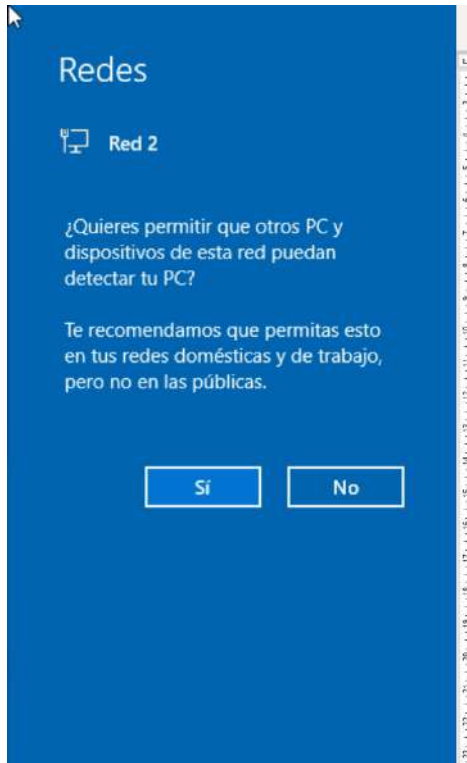 Redes
Red 2
¿Quieres permitir que otros PC y
dispositivos de esta red puedan
detectar tu PC?
Te recomendamos que permitas esto
en tus redes domésticas y de trabajo,
pero no en las públicas.
Sí
No